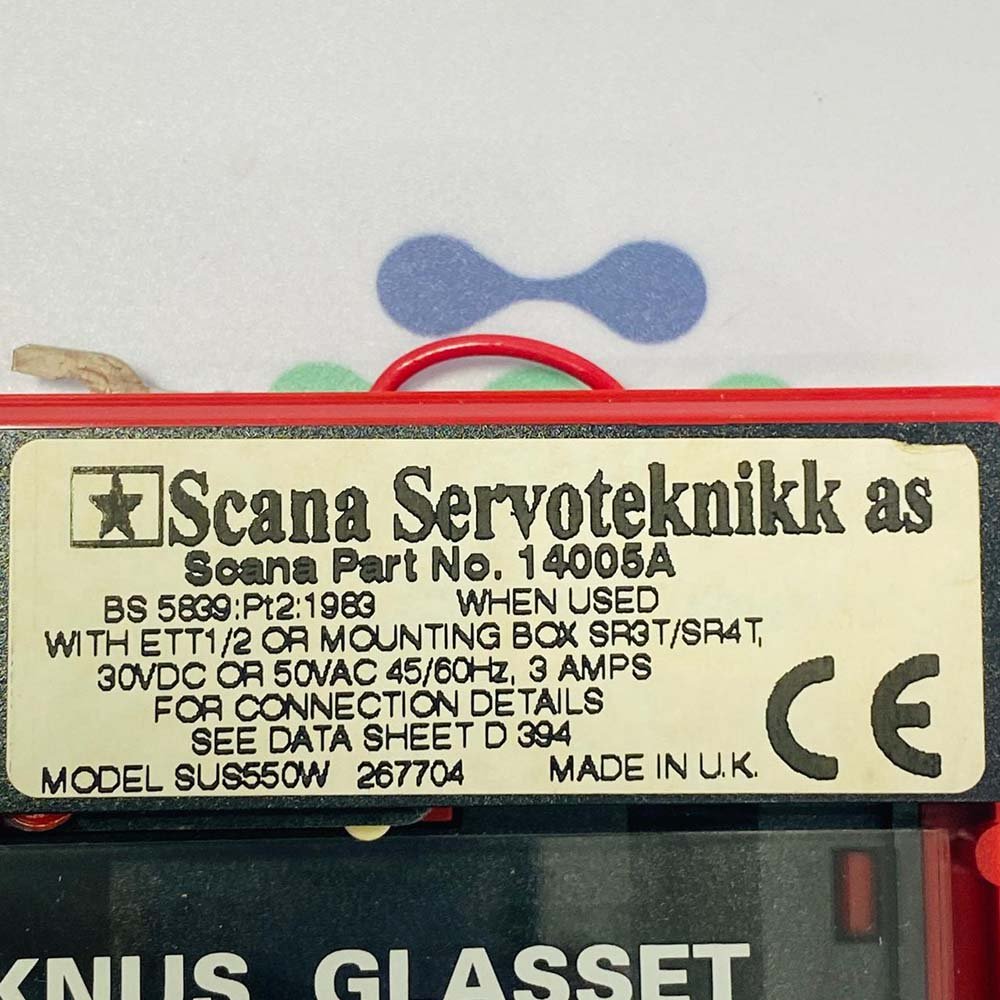 Scana Servoteknikk as
Scana Part No. 14005A
BS 5839:Pt2:1983 WHEN USED
WITH ETT1/2 OR MOUNTING BOX SR3T/SR4T,
30VDC OR 50VAC 45/60Hz, 3 AMPS
FOR CONNECTION DETAILS
SEE DATA SHEET D 394
MODEL SUS550W 267704 MADE IN U.K.
CE
KNUS GLASSET